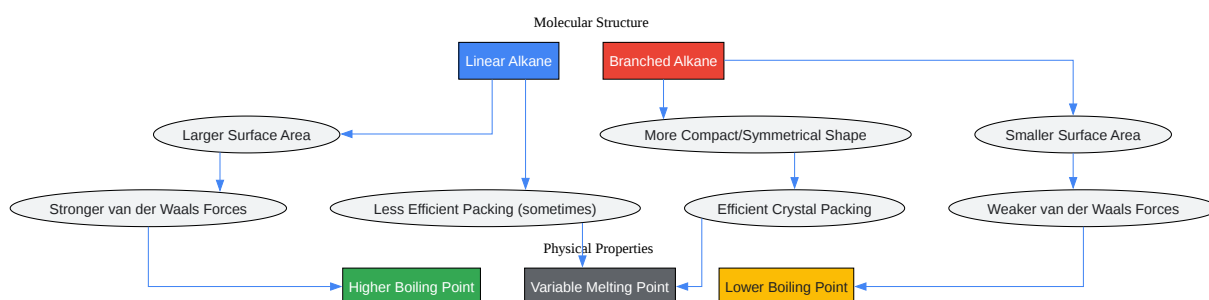 Molecular Structure
Linear Alkane
Branched Alkane
Larger Surface Area
More Compact/Symmetrical Shape
Smaller Surface Area
Stronger van der Waals Forces
Less Efficient Packing (sometimes)
Efficient Crystal Packing
Weaker van der Waals Forces
Physical Properties
Higher Boiling Point
Variable Melting Point
Lower Boiling Point